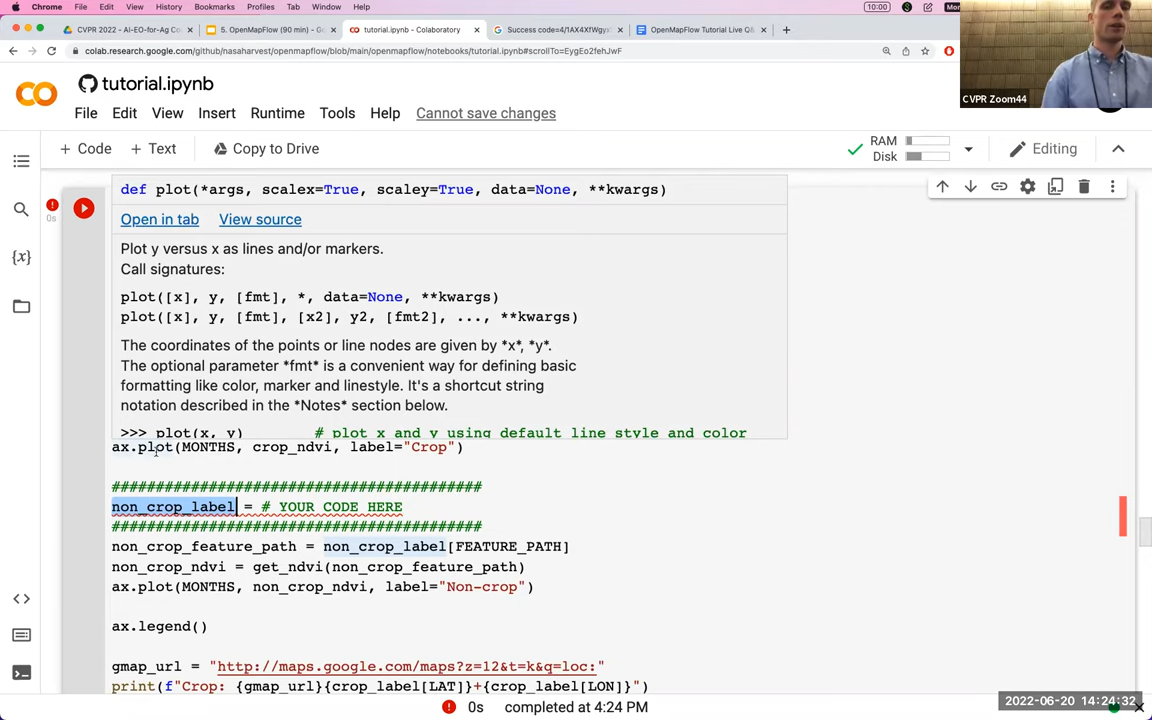 Chrome File Edit View History Bookmarks Profiles Tab Window Help 10:00
CVPR 2022 - AI-EO-for-Ag Co 5. OpenMapFlow (90 min) - G tutorial.ipynb - Colaboratory Success code=4/1AX4XfWgyx OpenMapFlow Tutorial Live Q&
colab.research.google.com/github/nasaharvest/openmapflow/blob/main/openmapflow/notebooks/tutorial.ipynb#scrollTo=EygEo2fehJwF
CVPR Zoom44
tutorial.ipynb
File Edit View Insert Runtime Tools Help Cannot save changes
+ Code + Text Copy to Drive RAM Disk Editing
def plot(*args, scalex=True, scaley=True, data=None, **kwargs)
0s
Open in tab View source
Plot y versus x as lines and/or markers.
Call signatures:
plot([x], y, [fmt], *, data=None, **kwargs)
plot([x], y, [fmt], [x2], y2, [fmt2], ..., **kwargs)
The coordinates of the points or line nodes are given by *x*, *y*.
The optional parameter *fmt* is a convenient way for defining basic
formatting like color, marker and linestyle. It's a shortcut string
notation described in the *Notes* section below.
>>> plot(x, y) # plot x and y using default line style and color
ax.plot(MONTHS, crop_ndvi, label="Crop")
##########################################
non_crop_label = # YOUR CODE HERE
##########################################
non_crop_feature_path = non_crop_label[FEATURE_PATH]
non_crop_ndvi = get_ndvi(non_crop_feature_path)
ax.plot(MONTHS, non_crop_ndvi, label="Non-crop")
ax.legend()
gmap_url = "http://maps.google.com/maps?z=12&t=k&q=loc:"
print(f"Crop: {gmap_url}{crop_label[LAT]}+{crop_label[LON]}")
0s completed at 4:24 PM
2022-06-20 14:24:32